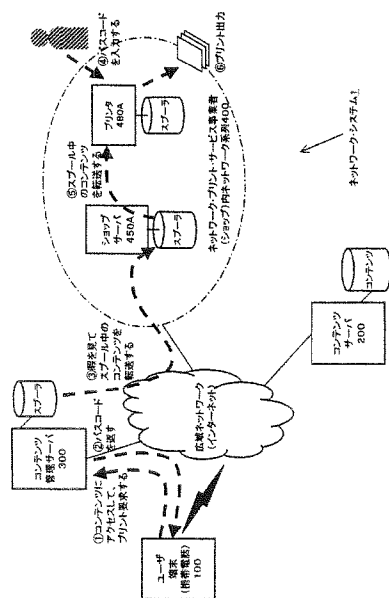 ①コンテンツに
アクセスして、
プリント要求する
②パスコード
を返す
ユーザ
端末
(携帯電話)
100
コンテンツ
管理サーバ
300
スプーラ
③暇を見て
スプール中の
コンテンツを
転送する
広域ネットワーク
(インターネット)
コンテンツ
サーバ
200
コンテンツ
ショップ
サーバ
450A
スプーラ
⑤スプール中
のコンテンツ
を転送する
プリンタ
480A
スプーラ
④パスコード
を入力する
⑥プリント出力
ネットワーク・プリント・サービス事業者
(ショップ)内ネットワーク系列400
ネットワーク・システム1